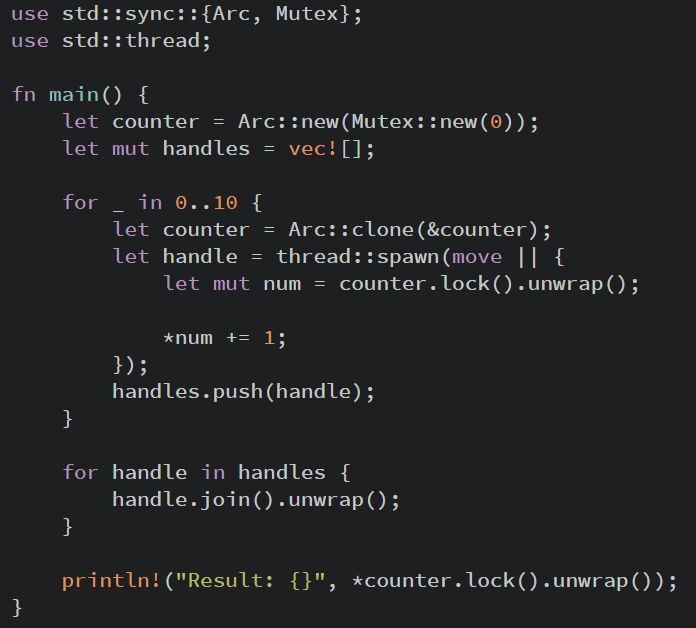 use std::sync::{Arc, Mutex};
use std::thread;

fn main() {
    let counter = Arc::new(Mutex::new(0));
    let mut handles = vec![];

    for _ in 0..10 {
        let counter = Arc::clone(&counter);
        let handle = thread::spawn(move || {
            let mut num = counter.lock().unwrap();

            *num += 1;
        });
        handles.push(handle);
    }

    for handle in handles {
        handle.join().unwrap();
    }

    println!("Result: {}", *counter.lock().unwrap());
}